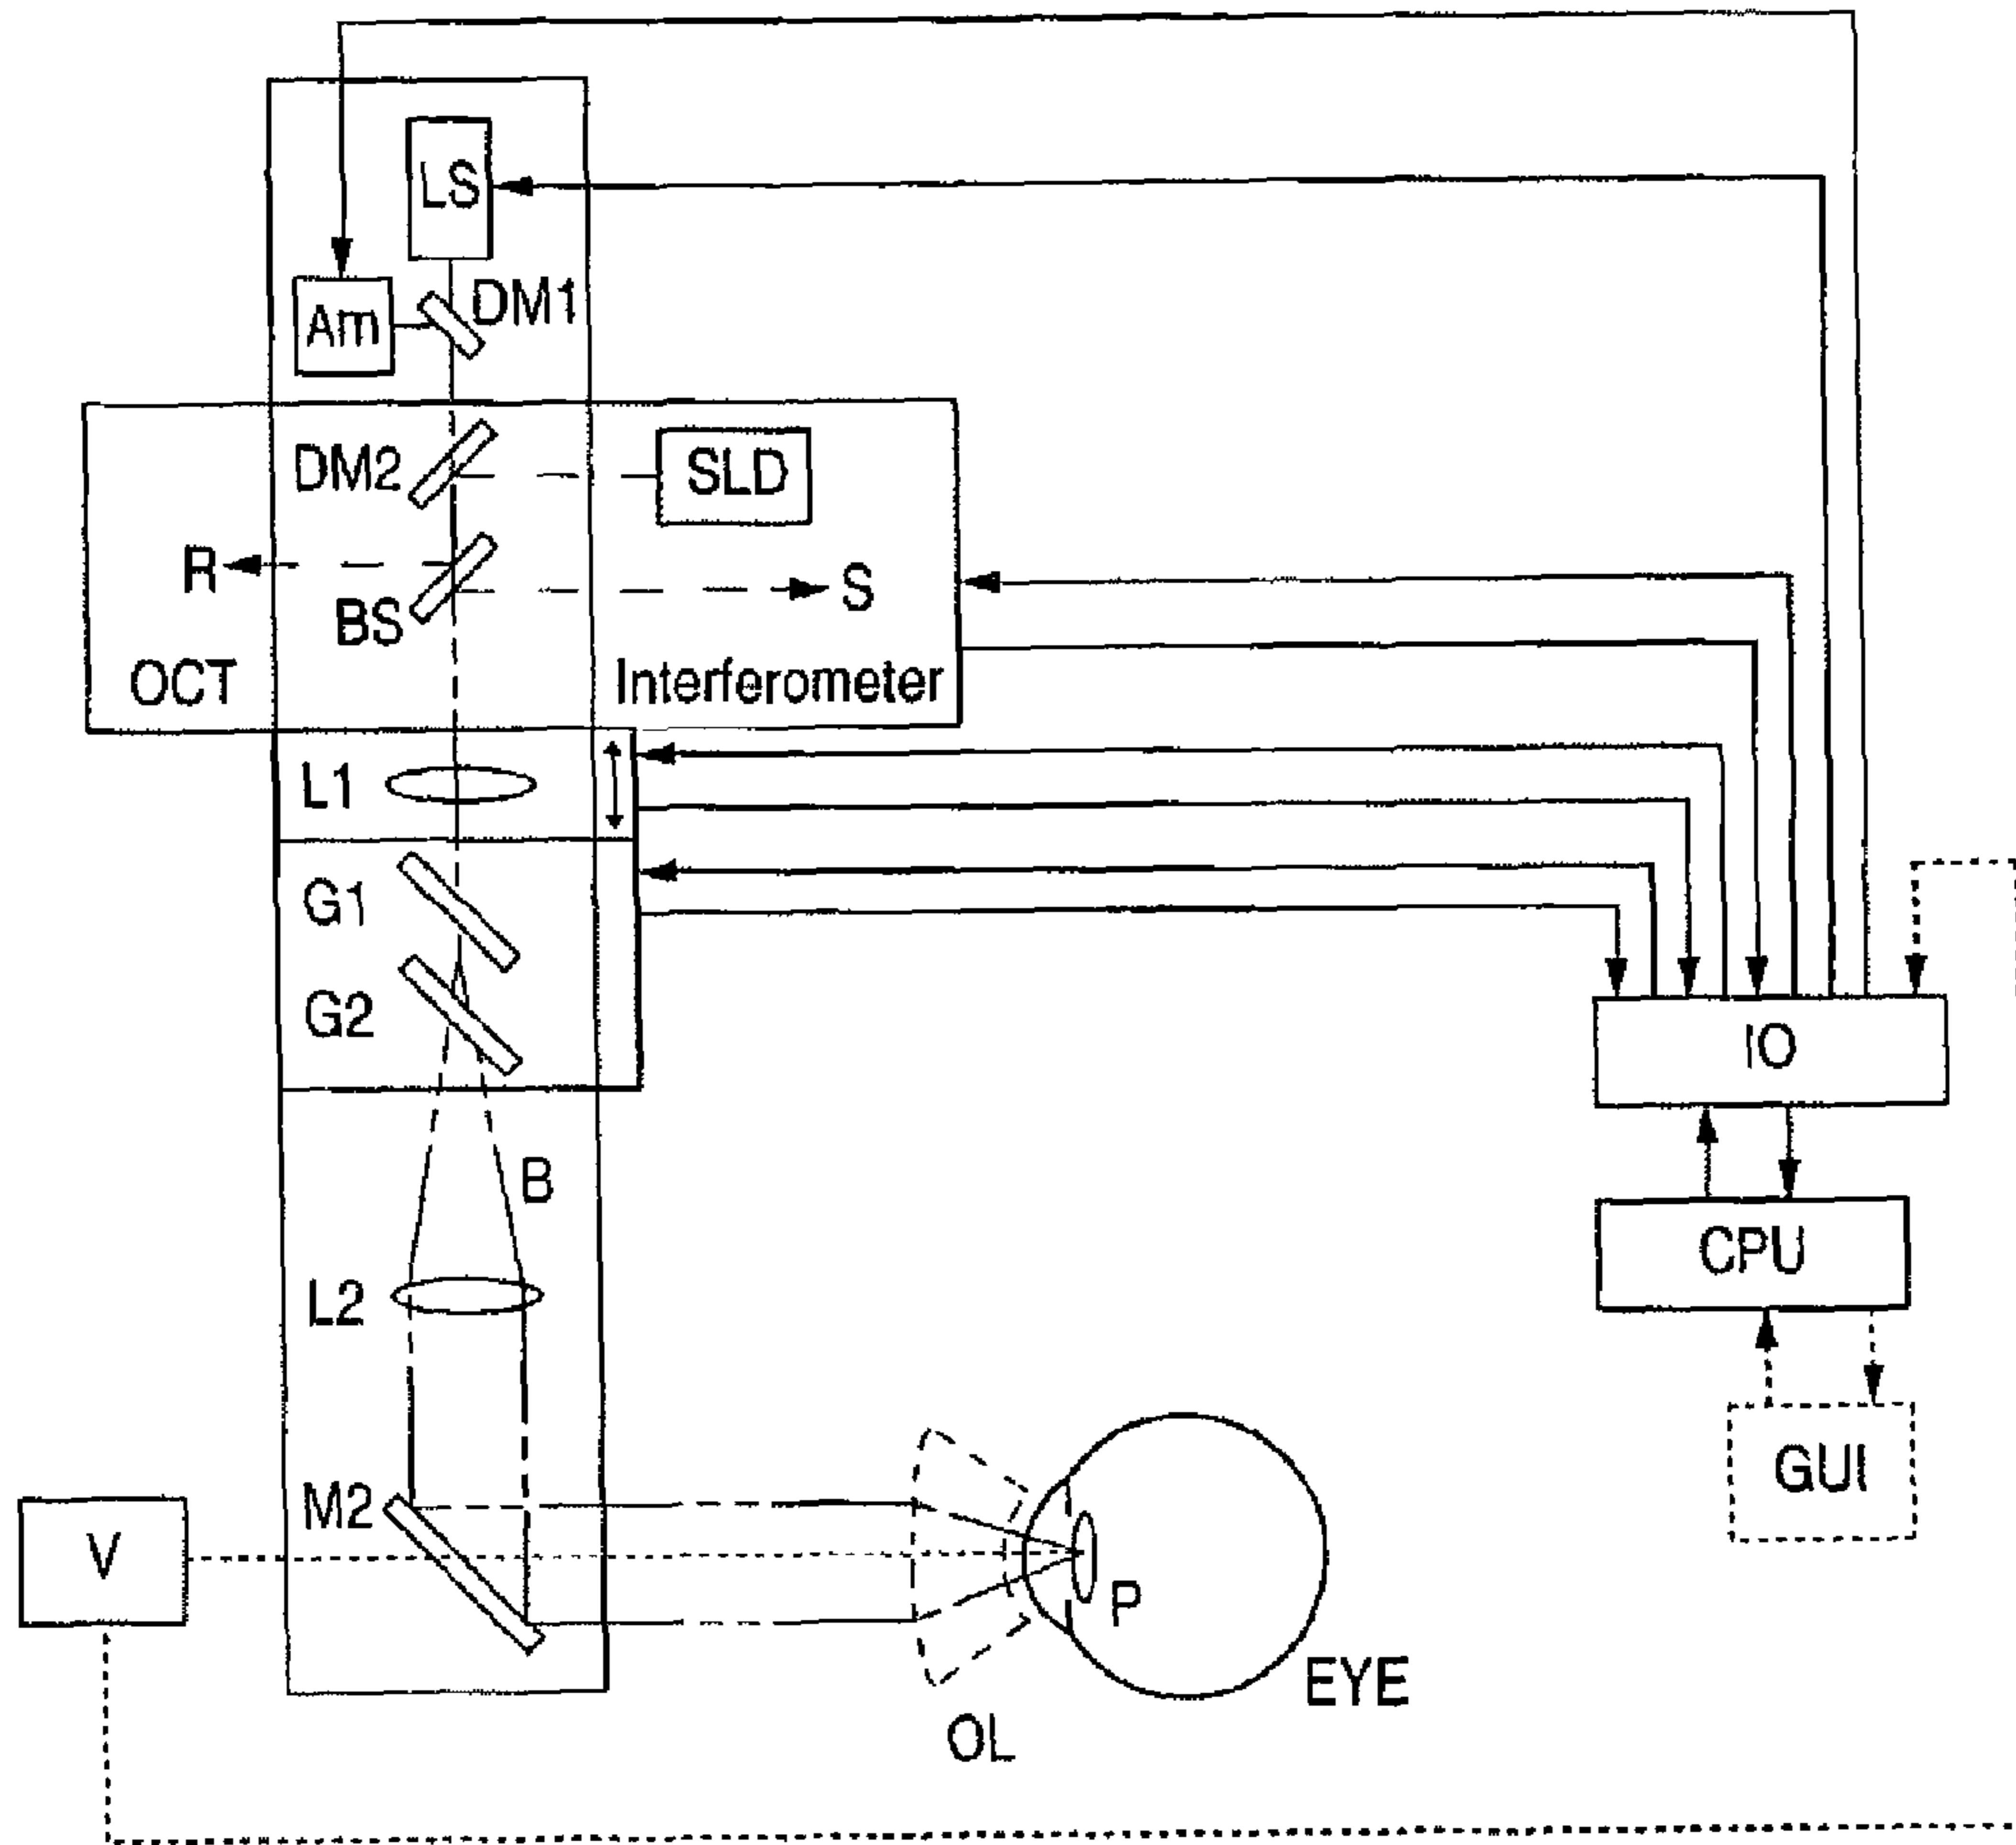 LS
DM1
Am
DM2
SLD
R
S
BS
OCT
Interferometer
L1
G1
G2
IO
B
CPU
L2
GUI
M2
V
P
EYE
OL